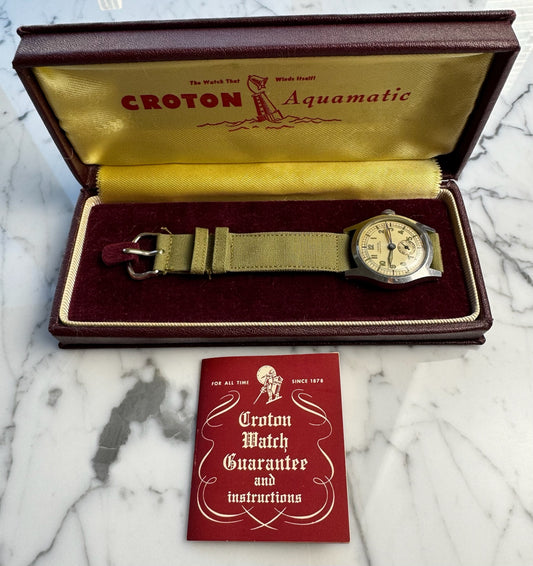 The Watch That Winds Itself!
CROTON Aquamatic
FOR ALL TIME SINCE 1878
Croton
Watch
Guarantee
and
instructions